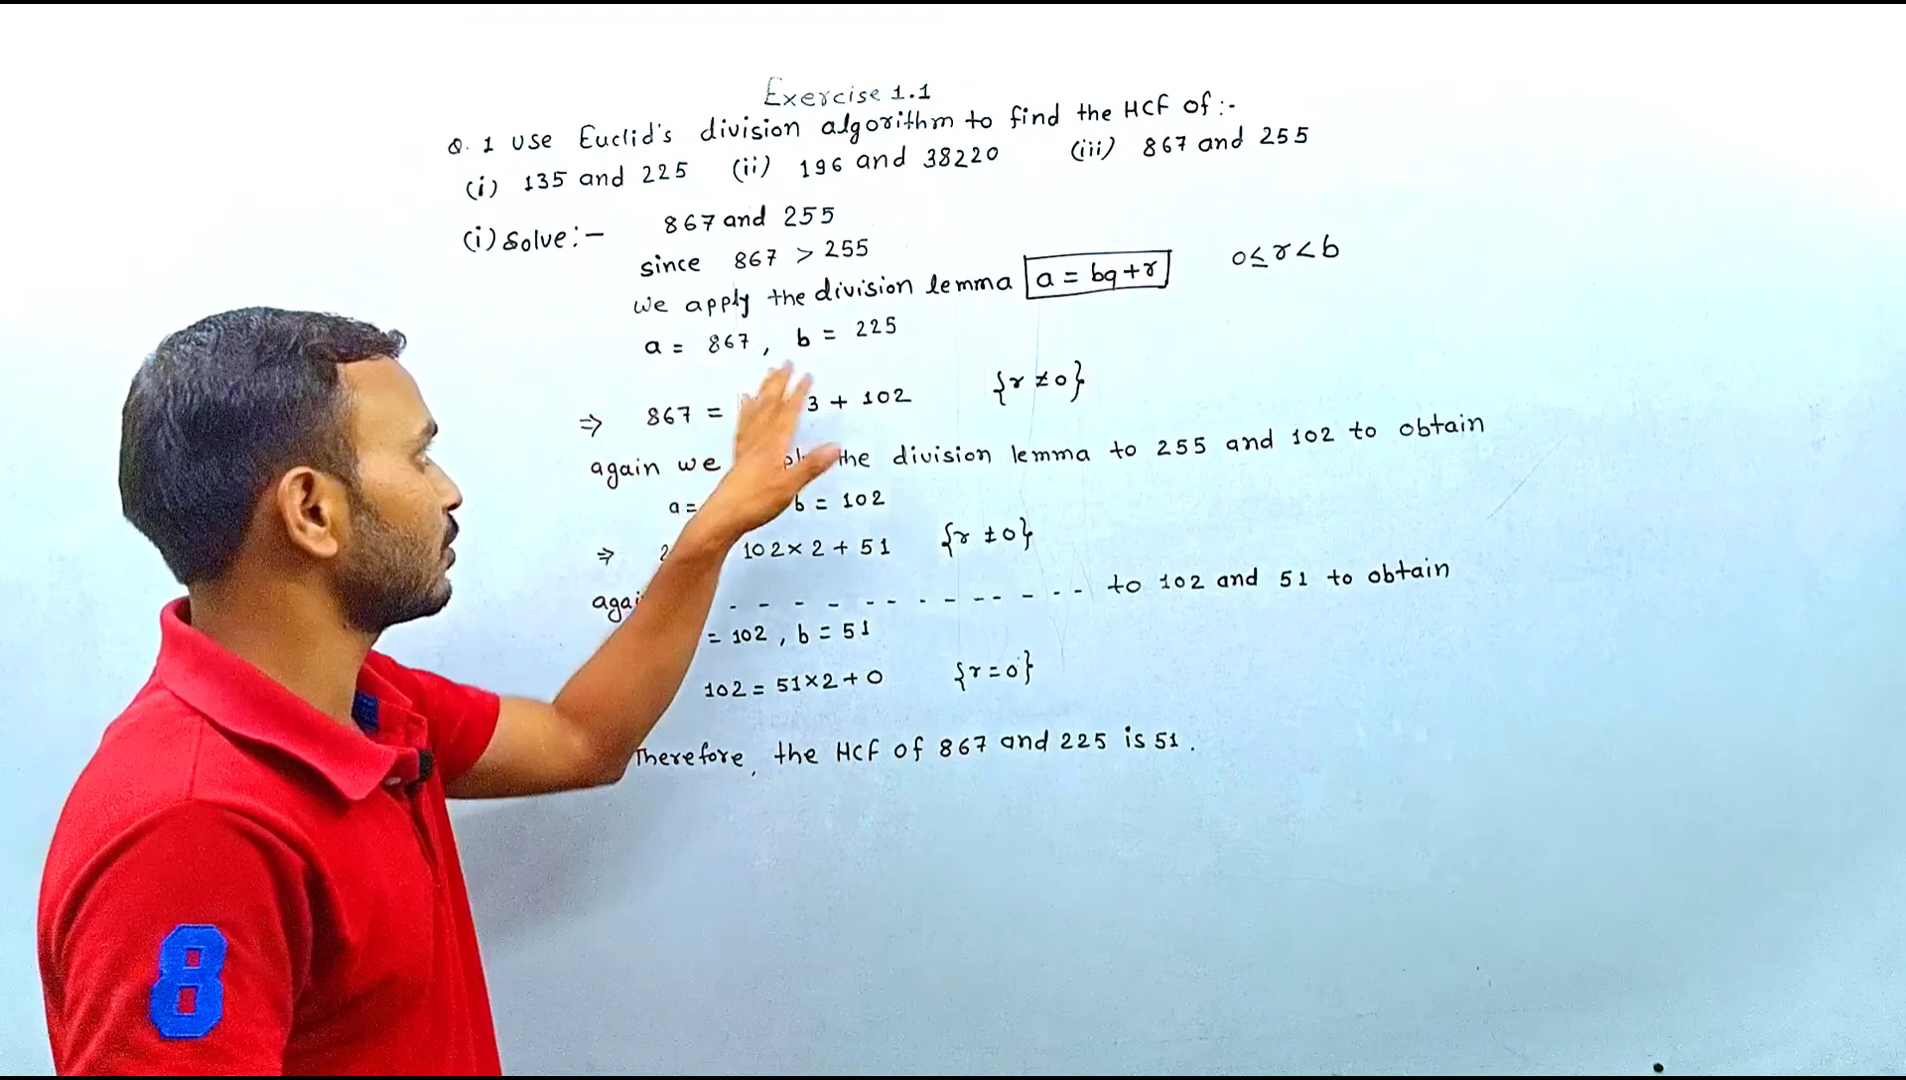 Exercise 1.1
Q. 1 Use Euclid's division algorithm to find the HCF of :-
(i) 135 and 225 (ii) 196 and 38220 (iii) 867 and 255
(i) Solve :- 867 and 255
since 867 > 255
We apply the division lemma a = bq + r 0 ≤ r < b
a = 867, b = 225
⇒ 867 = 3 + 102 {r ≠ 0}
again we the division lemma to 255 and 102 to obtain
a = b = 102
⇒ 102 × 2 + 51 {r ≠ 0}
- - - - - - - - - - - - - to 102 and 51 to obtain
= 102, b = 51
102 = 51 × 2 + 0 {r = 0}
Therefore, the HCF of 867 and 225 is 51.
8